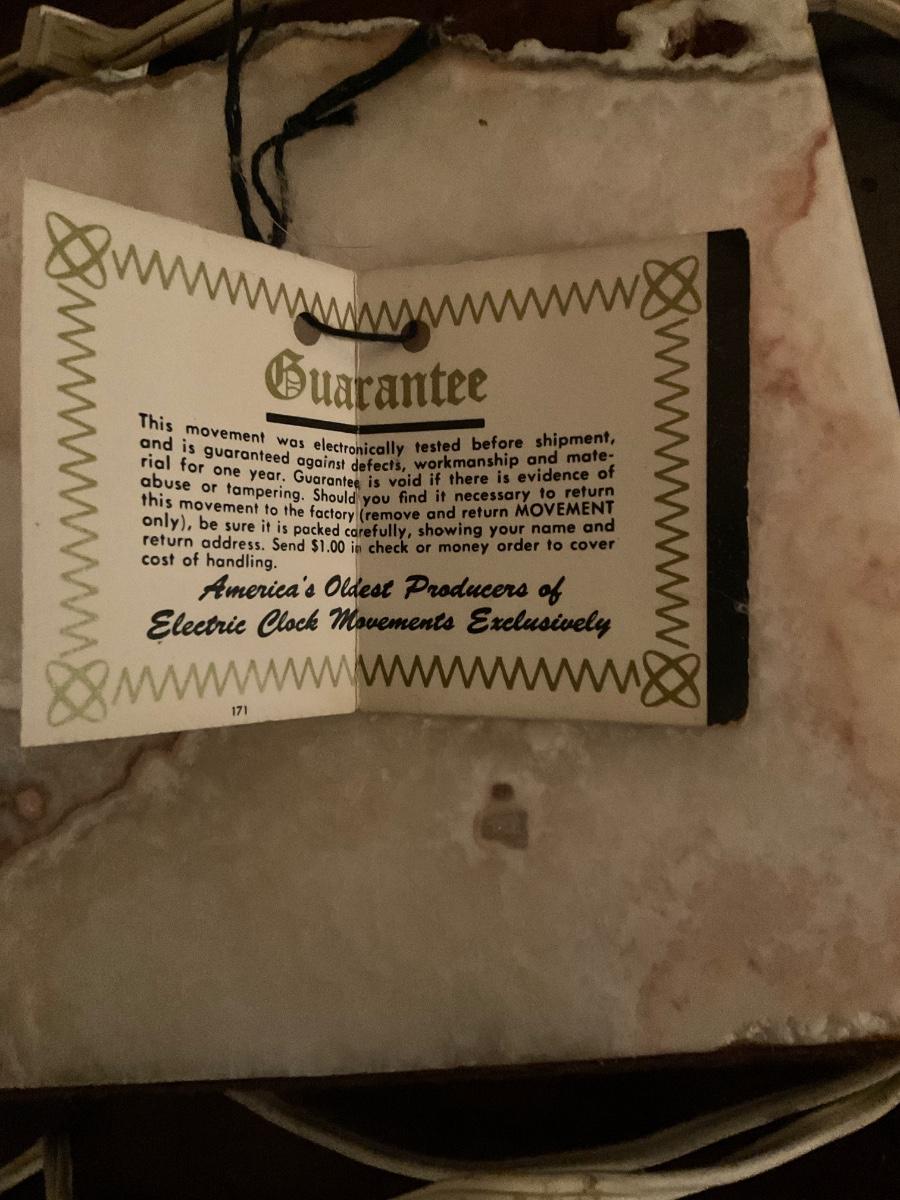 Guarantee
This movement was electronically tested before shipment,
and is guaranteed against defects, workmanship and mate-
rial for one year. Guarantee is void if there is evidence of
abuse or tampering. Should you find it necessary to return
this movement to the factory (remove and return MOVEMENT
only), be sure it is packed carefully, showing your name and
return address. Send $1.00 in check or money order to cover
cost of handling.
America's Oldest Producers of
Electric Clock Movements Exclusively
171